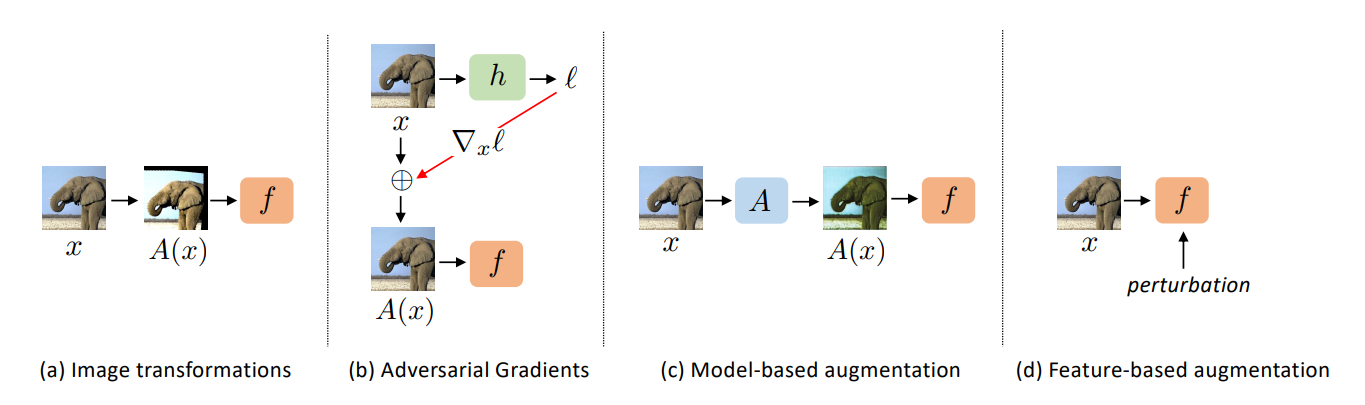 x
A(x)
f
(a) Image transformations
x
h
ℓ
∇ₓℓ
⊕
A(x)
f
(b) Adversarial Gradients
x
A
A(x)
f
(c) Model-based augmentation
x
f
perturbation
(d) Feature-based augmentation